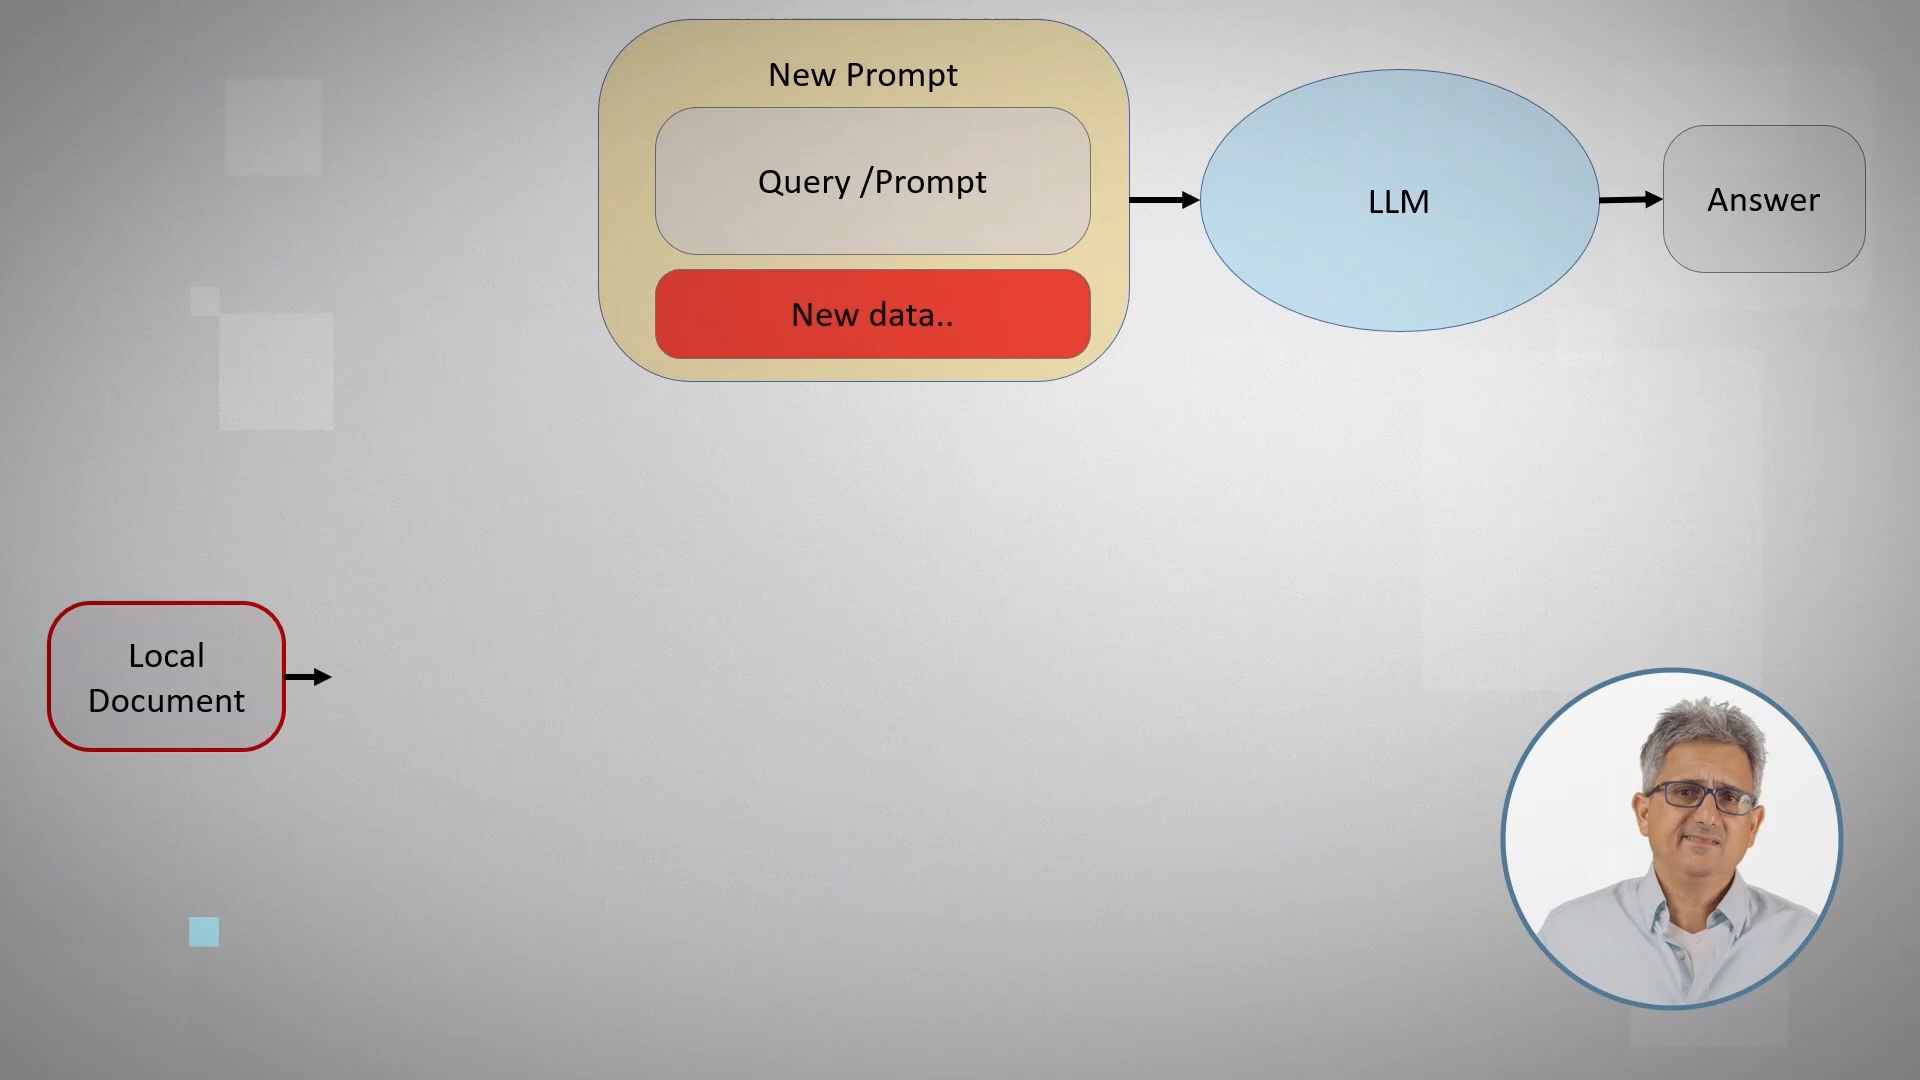 New Prompt
Query /Prompt
New data..
LLM
Answer
Local
Document